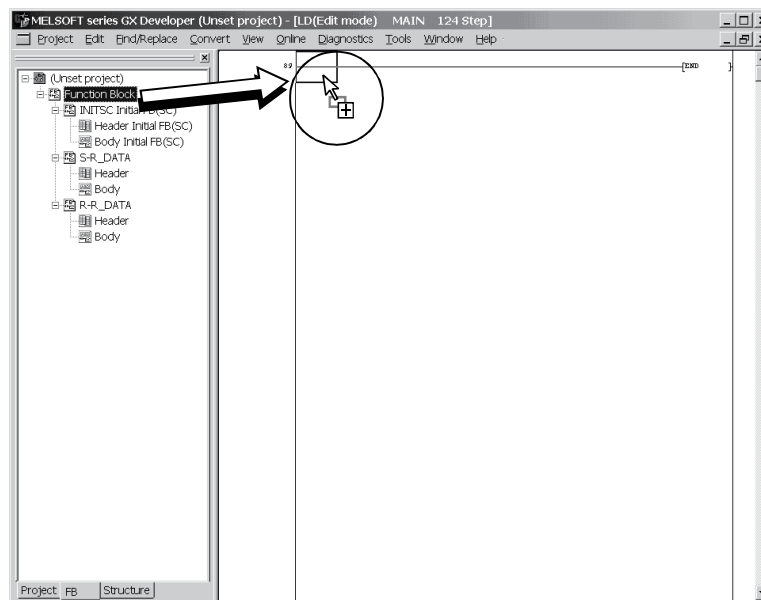 MELSOFT series GX Developer (Unset project) - [LD(Edit mode)    MAIN    124 Step]
Project Edit Find/Replace Convert View Online Diagnostics Tools Window Help
(Unset project)
Function Block
INITSC Initial FB(SC)
Header Initial FB(SC)
Body Initial FB(SC)
S-R_DATA
Header
Body
R-R_DATA
Header
Body
89
[END ]
Project FB Structure